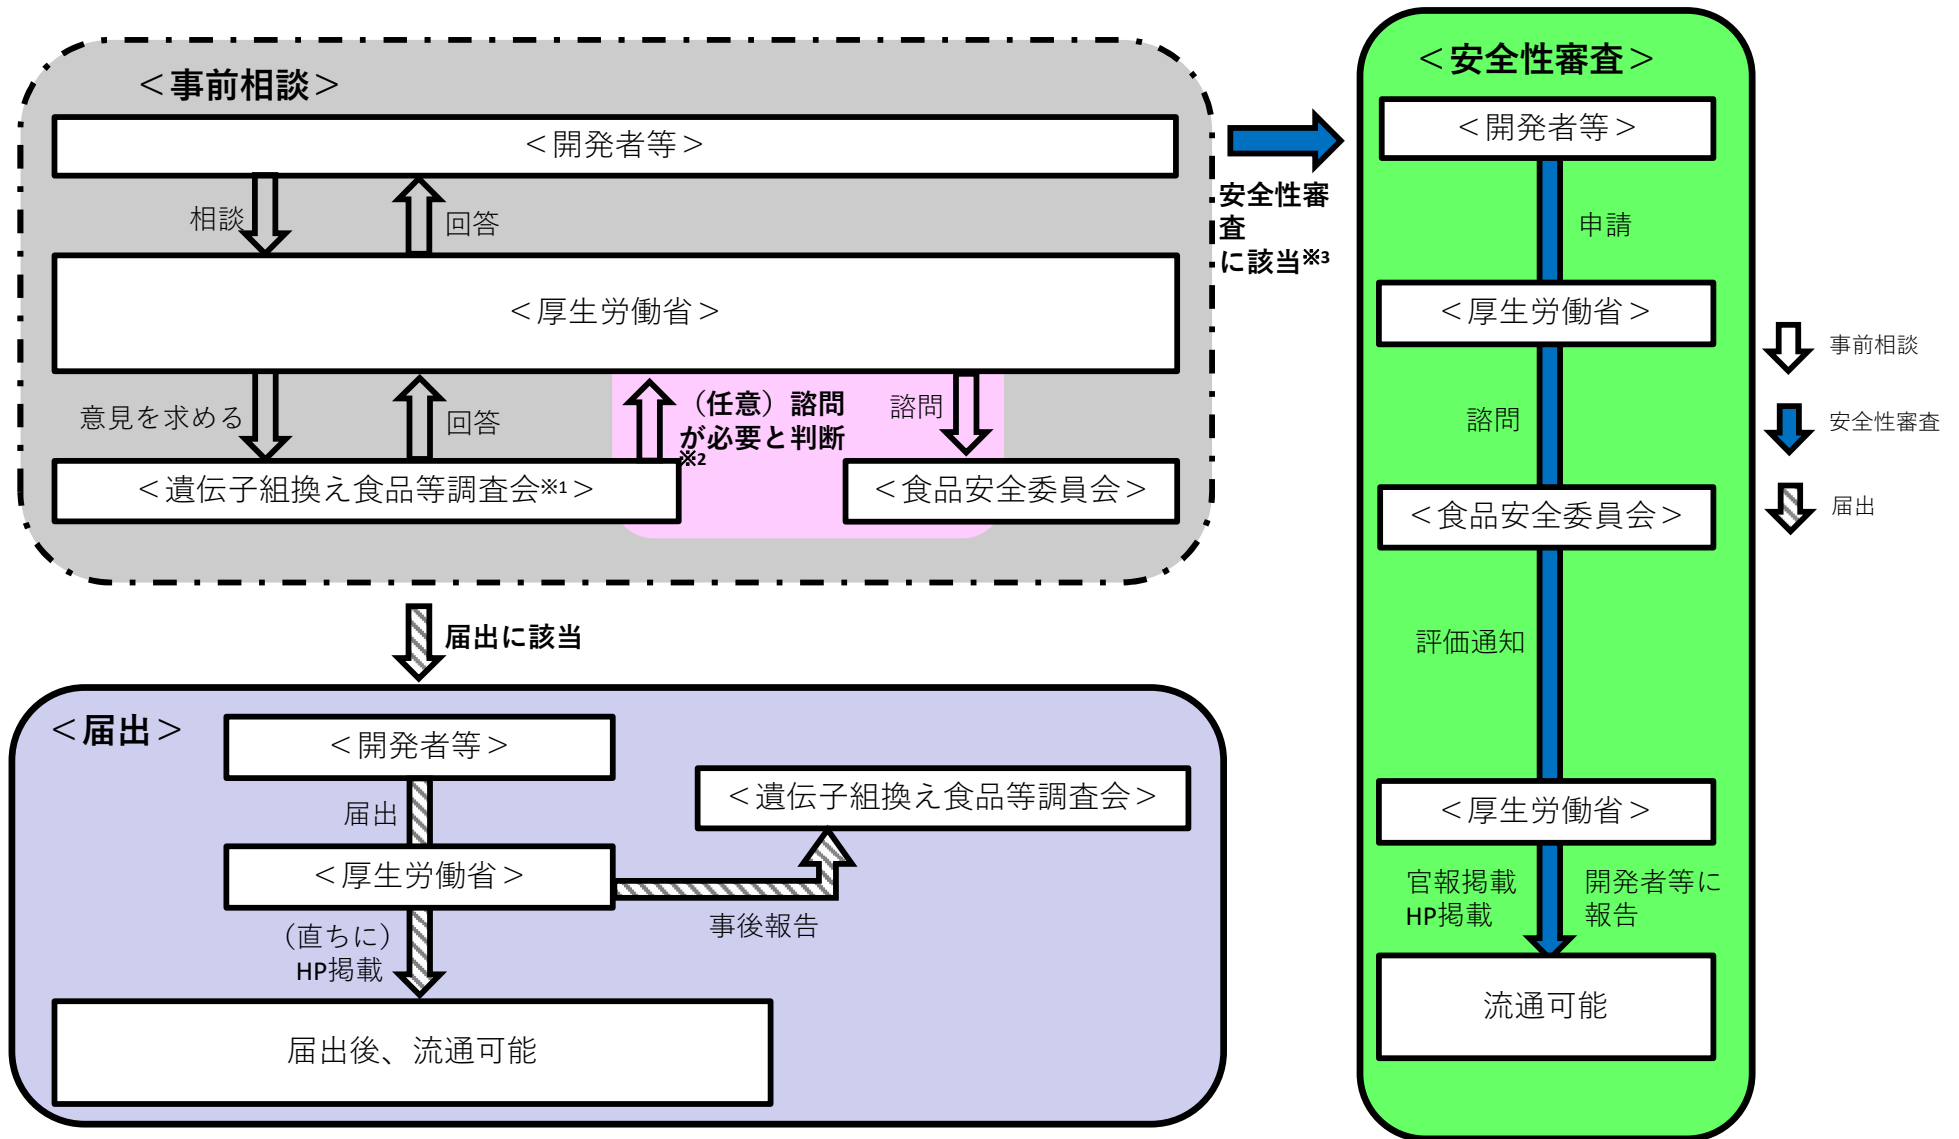 ＜事前相談＞
＜開発者等＞
相談
回答
＜厚生労働省＞
意見を求める
回答
（任意）諮問
が必要と判断
※2
諮問
＜遺伝子組換え食品等調査会※1＞
＜食品安全委員会＞
安全性審
査
に該当※3
届出に該当
＜届出＞
＜開発者等＞
届出
＜厚生労働省＞
＜遺伝子組換え食品等調査会＞
事後報告
（直ちに）
HP掲載
届出後、流通可能
＜安全性審査＞
＜開発者等＞
申請
＜厚生労働省＞
諮問
＜食品安全委員会＞
評価通知
＜厚生労働省＞
官報掲載
HP掲載
開発者等に
報告
流通可能
事前相談
安全性審査
届出